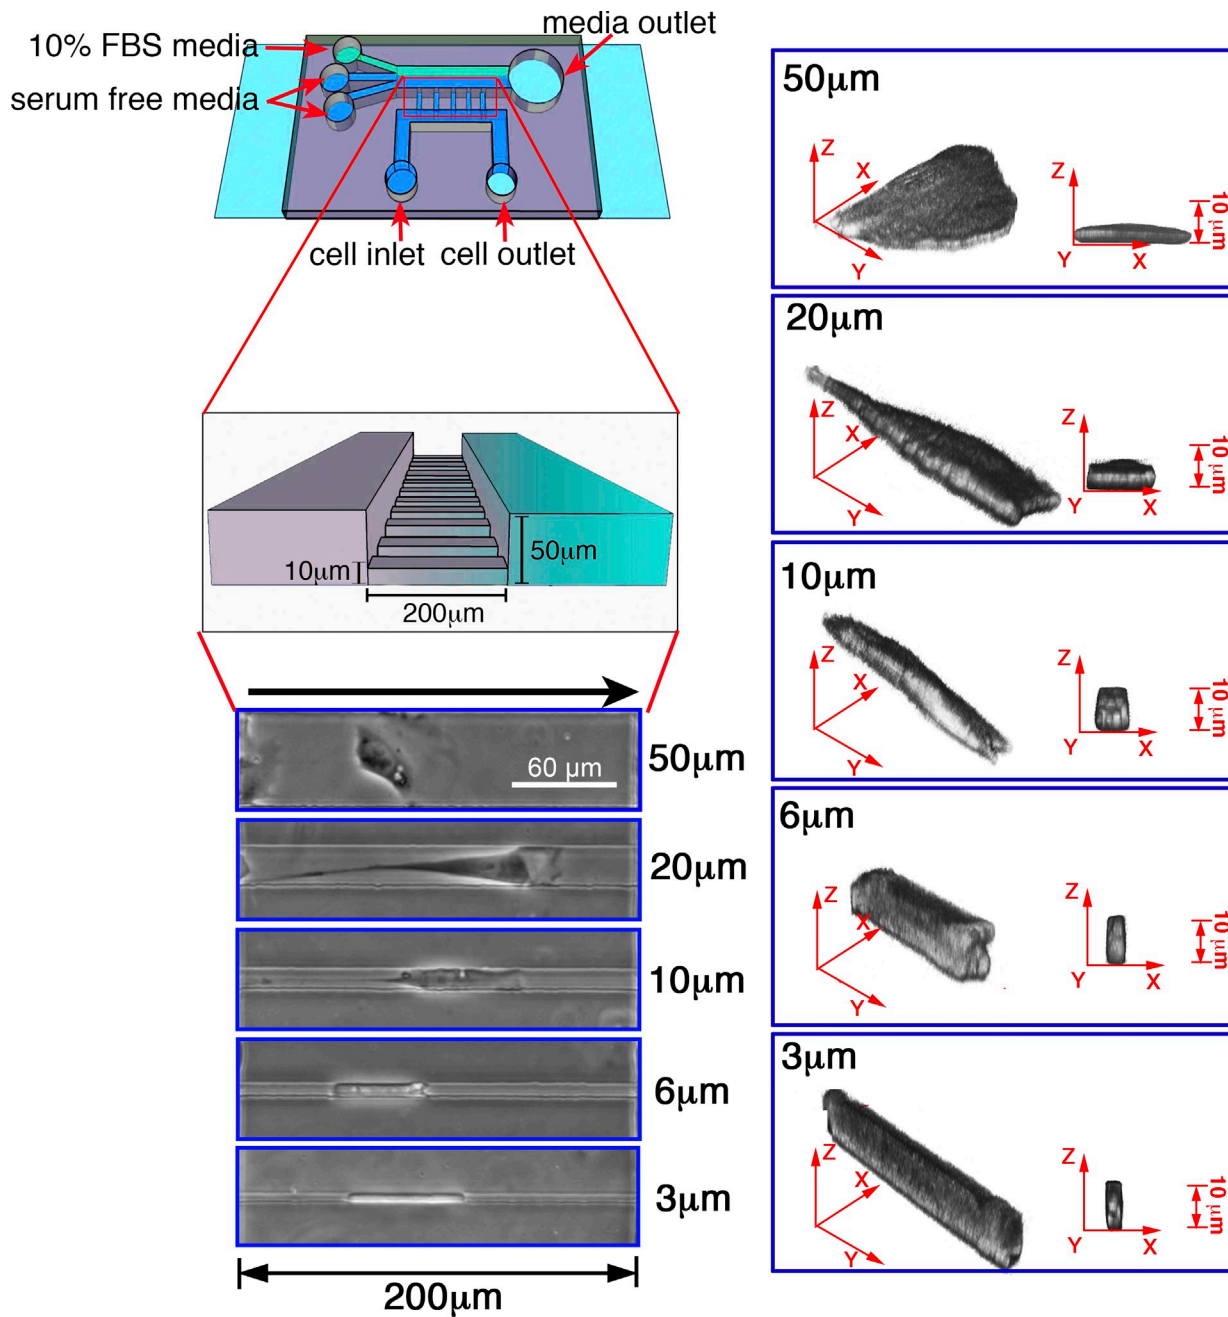 media outlet
10% FBS media
serum free media
cell inlet
cell outlet
50μm
10μm
200μm
50μm
60 μm
20μm
10μm
6μm
3μm
200μm
50μm
Z
X
Y
Z
Y
X
10 μm
20μm
Z
X
Y
Z
Y
X
10 μm
10μm
Z
X
Y
Z
Y
X
10 μm
6μm
Z
X
Y
Z
Y
X
10 μm
3μm
Z
X
Y
Z
Y
X
10 μm